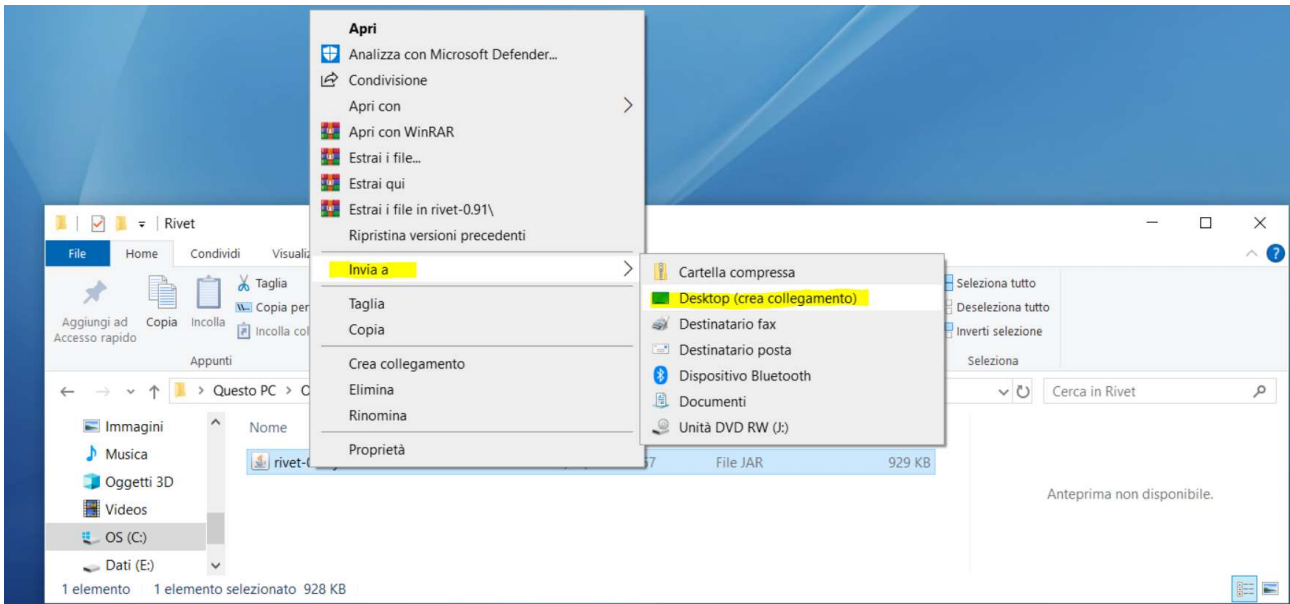 Apri
Analizza con Microsoft Defender...
Condivisione
Apri con
Apri con WinRAR
Estrai i file...
Estrai qui
Estrai i file in rivet-0.91\
Ripristina versioni precedenti
Invia a
Taglia
Copia
Crea collegamento
Elimina
Rinomina
Proprietà
Cartella compressa
Desktop (crea collegamento)
Destinatario fax
Destinatario posta
Dispositivo Bluetooth
Documenti
Unità DVD RW (J:)
Rivet
File Home Condividi
Aggiungi ad Accesso rapido
Copia
Incolla
Taglia
Copia
Incolla
Appunti
Seleziona tutto
Deseleziona tutto
Inverti selezione
Seleziona
Questo PC
Cerca in Rivet
Immagini
Musica
Oggetti 3D
Videos
OS (C:)
Dati (E:)
Nome
File JAR 929 KB
Anteprima non disponibile.
1 elemento 1 elemento selezionato 928 KB